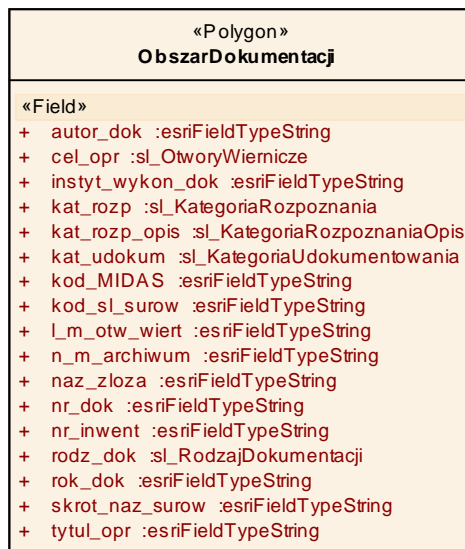 «Polygon»
ObszarDokumentacji
«Field»
+ autor_dok :esriFieldTypeString
+ cel_opr :sl_OtworyWiernicze
+ instyt_wykon_dok :esriFieldTypeString
+ kat_rozp :sl_KategoriaRozpoznania
+ kat_rozp_opis :sl_KategoriaRozpoznaniaOpis
+ kat_udokum :sl_KategoriaUdokumentowania
+ kod_MIDAS :esriFieldTypeString
+ kod_sl_surow :esriFieldTypeString
+ l_m_otw_wiert :esriFieldTypeString
+ n_m_archiwum :esriFieldTypeString
+ naz_zloza :esriFieldTypeString
+ nr_dok :esriFieldTypeString
+ nr_inwent :esriFieldTypeString
+ rodz_dok :sl_RodzajDokumentacji
+ rok_dok :esriFieldTypeString
+ skrot_naz_surow :esriFieldTypeString
+ tytul_opr :esriFieldTypeString